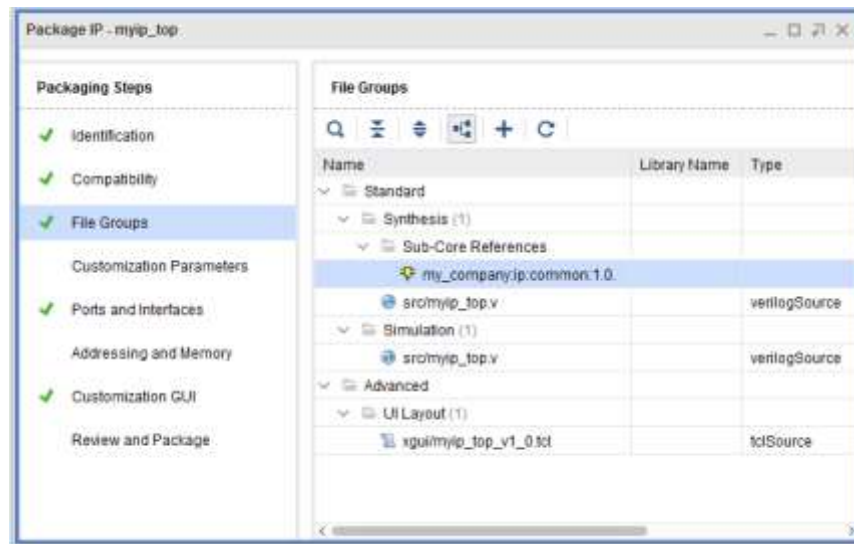 Package IP - myip_top
Packaging Steps
Identification
Compatibility
File Groups
Customization Parameters
Ports and Interfaces
Addressing and Memory
Customization GUI
Review and Package
File Groups
Name Library Name Type
Standard
Synthesis (1)
Sub-Core References
my_company:ip:common:1.0.
src/myip_top.v verilogSource
Simulation (1)
src/myip_top.v verilogSource
Advanced
UI Layout (1)
xgui/myip_top_v1_0.tcl tclSource